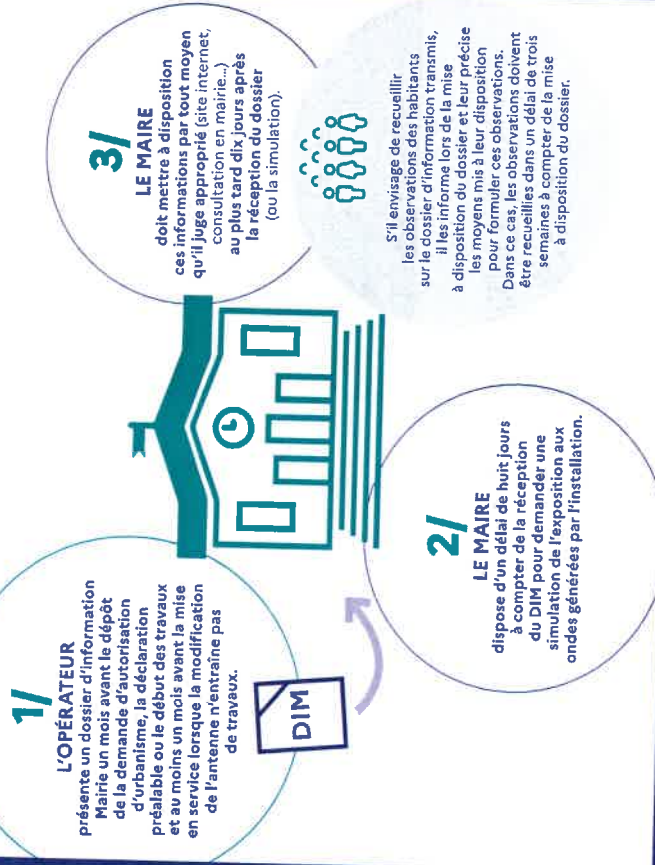 1/
L'OPÉRATEUR
présente un dossier d'information
Mairie un mois avant le dépôt
de la demande d'autorisation
d'urbanisme, la déclaration
préalable ou le début des travaux
et au moins un mois avant la mise
en service lorsque la modification
de l'antenne n'entraîne pas
de travaux.
DIM
2/
LE MAIRE
dispose d'un délai de huit jours
à compter de la réception
du DIM pour demander une
simulation de l'exposition aux
ondes générées par l'installation.
3/
LE MAIRE
doit mettre à disposition
ces informations par tout moyen
qu'il juge approprié (site internet,
consultation en mairie...)
au plus tard dix jours après
la réception du dossier
(ou la simulation).
S'il envisage de recueillir
les observations des habitants
sur le dossier d'information transmis,
il les informe lors de la mise
à disposition du dossier et leur précise
les moyens mis à leur disposition
pour formuler ces observations.
Dans ce cas, les observations doivent
être recueillies dans un délai de trois
semaines à compter de la mise
à disposition du dossier.